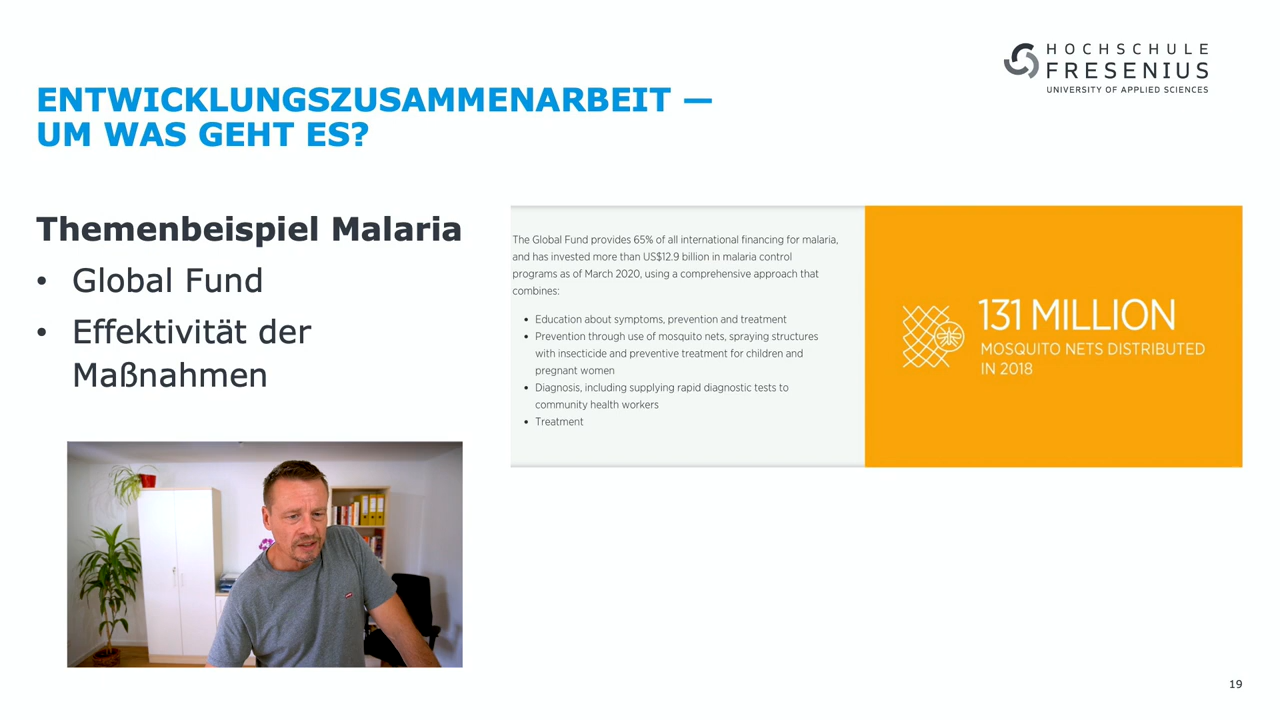 HOCHSCHULE
FRESENIUS
UNIVERSITY OF APPLIED SCIENCES
ENTWICKLUNGSZUSAMMENARBEIT —
UM WAS GEHT ES?
Themenbeispiel Malaria
• Global Fund
• Effektivität der
Maßnahmen
The Global Fund provides 65% of all international financing for malaria,
and has invested more than US$12.9 billion in malaria control
programs as of March 2020, using a comprehensive approach that
combines:
• Education about symptoms, prevention and treatment
• Prevention through use of mosquito nets, spraying structures
with insecticide and preventive treatment for children and
pregnant women
• Diagnosis, including supplying rapid diagnostic tests to
community health workers
• Treatment
131 MILLION
MOSQUITO NETS DISTRIBUTED
IN 2018
19